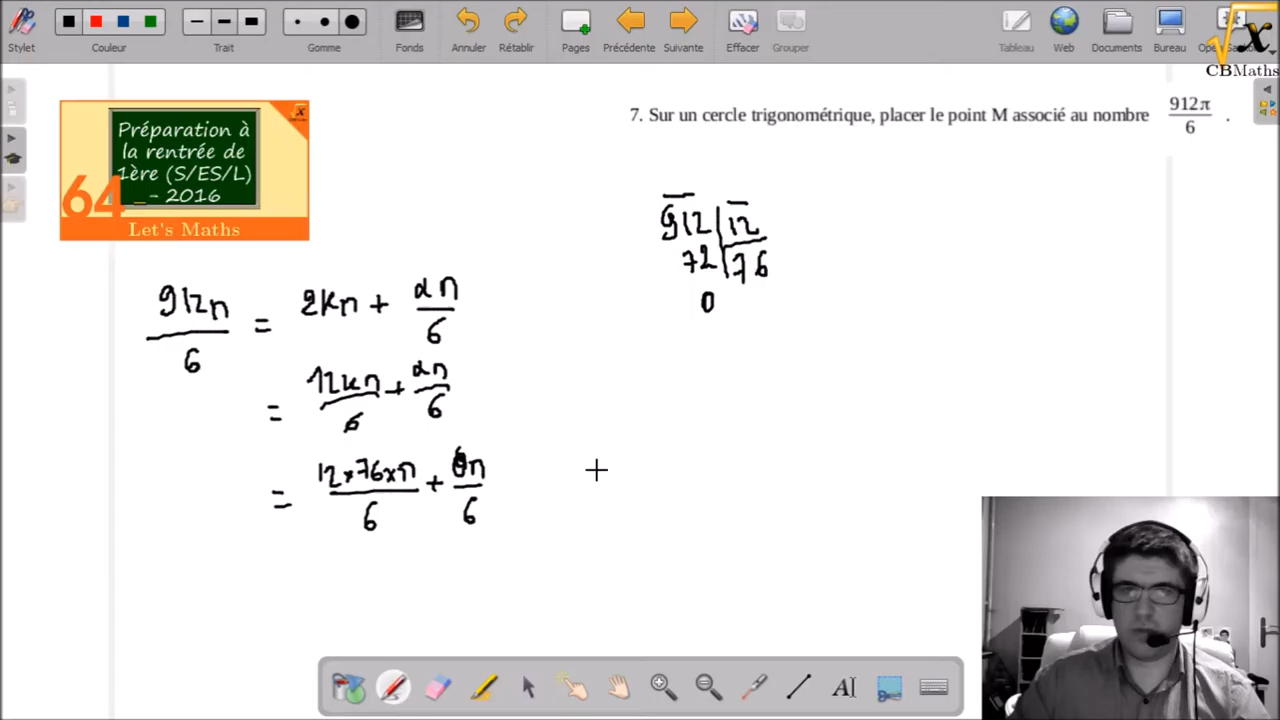 Stylet
Couleur
Trait
Gomme
Fonds
Annuler
Rétablir
Pages
Précédente
Suivante
Effacer
Grouper
Tableau
Web
Documents
Bureau
x
CBMaths
Préparation à
la rentrée de
1ère (S/ES/L)
- 2016
64
Let's Maths
7. Sur un cercle trigonométrique, placer le point M associé au nombre 912π/6 .
912 | 12
72 | 76
0
912π/6 = 2kπ + απ/6
= 12kπ/6 + απ/6
= 12×76×π/6 + 0π/6
AI